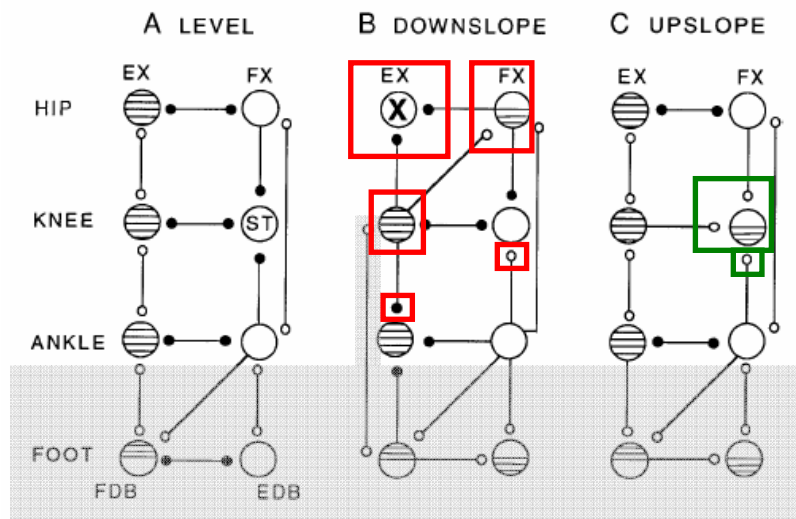 A LEVEL B DOWNSLOPE C UPSLOPE
EX FX EX FX EX FX
HIP X
KNEE ST
ANKLE
FOOT
FDB EDB